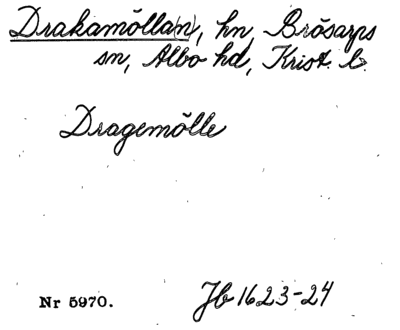 Drakamöllan, hn, Brösarps
sn, Albo hd, Krist. l.
Dragemölle
Nr 5970.
Jb 1623-24